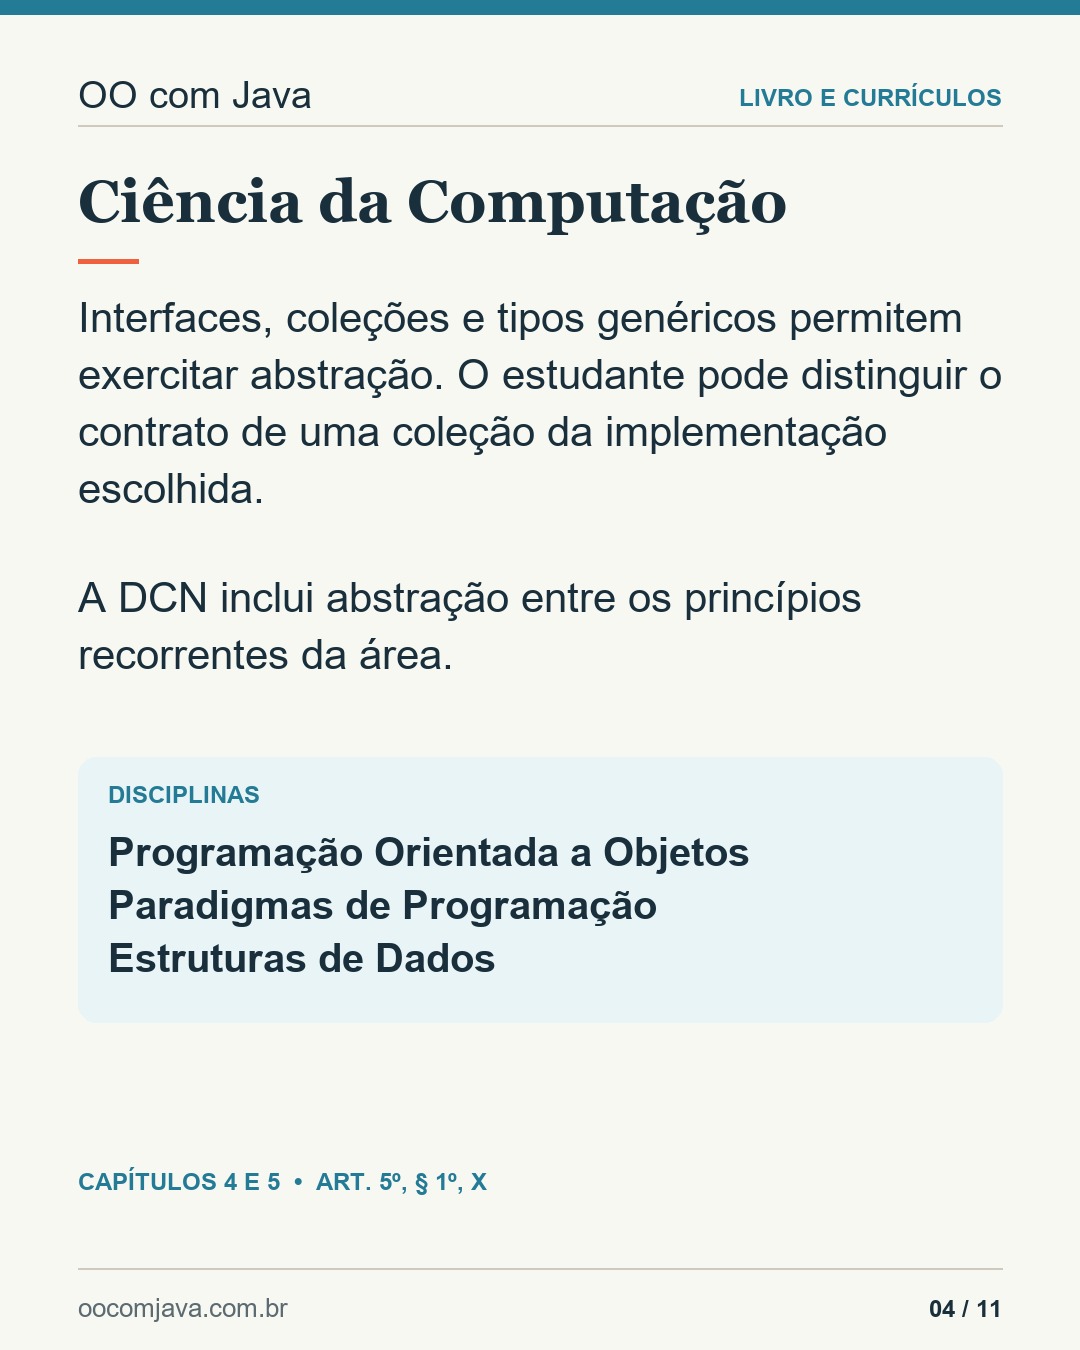 OO com Java
LIVRO E CURRÍCULOS
Ciência da Computação
Interfaces, coleções e tipos genéricos permitem
exercitar abstração. O estudante pode distinguir o
contrato de uma coleção da implementação
escolhida.
A DCN inclui abstração entre os princípios
recorrentes da área.
DISCIPLINAS
Programação Orientada a Objetos
Paradigmas de Programação
Estruturas de Dados
CAPÍTULOS 4 E 5 • ART. 5º, § 1º, X
oocomjava.com.br
04 / 11